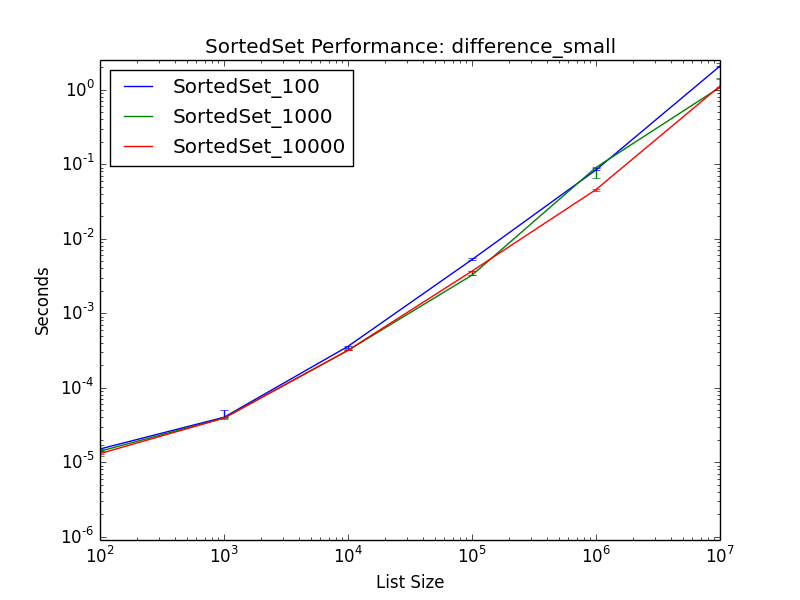 SortedSet Performance: difference_small
SortedSet_100
SortedSet_1000
SortedSet_10000
Seconds
10^0
10^-1
10^-2
10^-3
10^-4
10^-5
10^-6
10^2 10^3 10^4 10^5 10^6 10^7
List Size